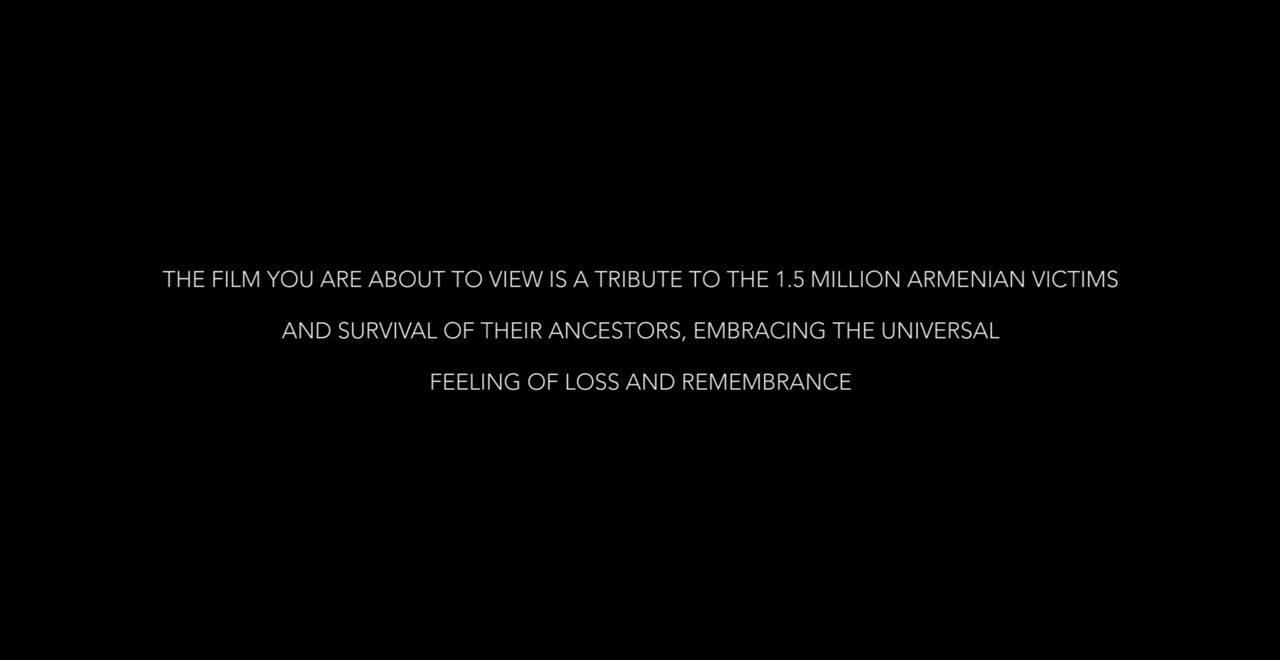 THE FILM YOU ARE ABOUT TO VIEW IS A TRIBUTE TO THE 1.5 MILLION ARMENIAN VICTIMS
AND SURVIVAL OF THEIR ANCESTORS, EMBRACING THE UNIVERSAL
FEELING OF LOSS AND REMEMBRANCE